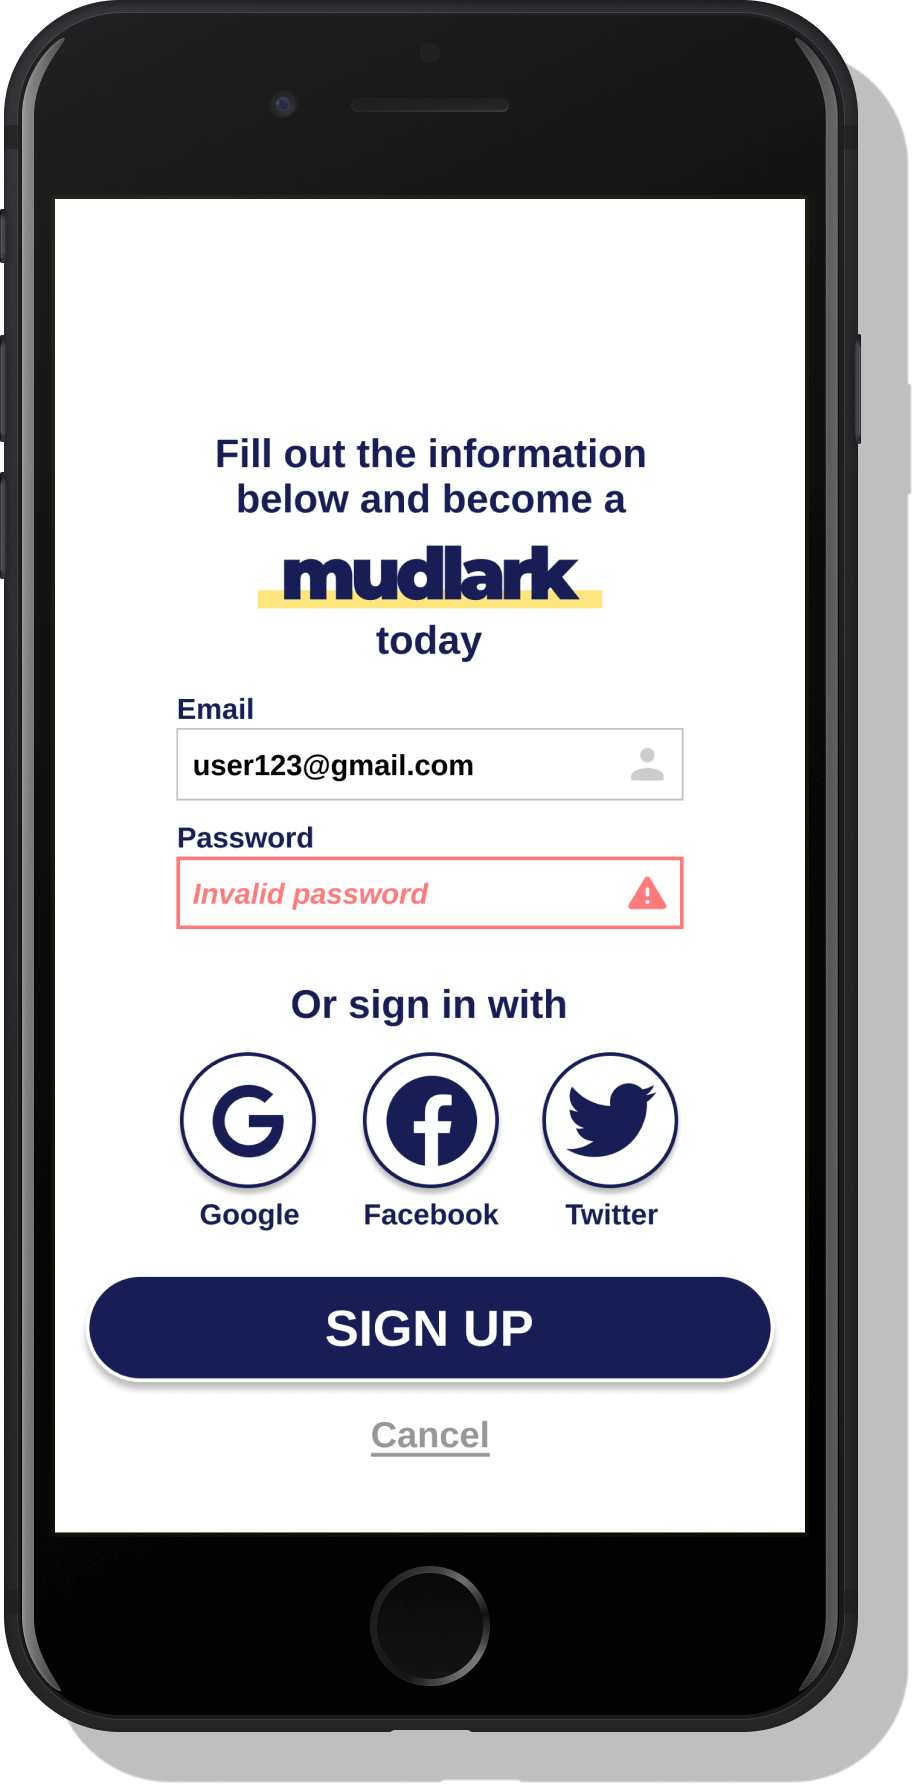 Fill out the information
below and become a
mudlark
today
Email
user123@gmail.com
Password
Invalid password
Or sign in with
Google
Facebook
Twitter
SIGN UP
Cancel